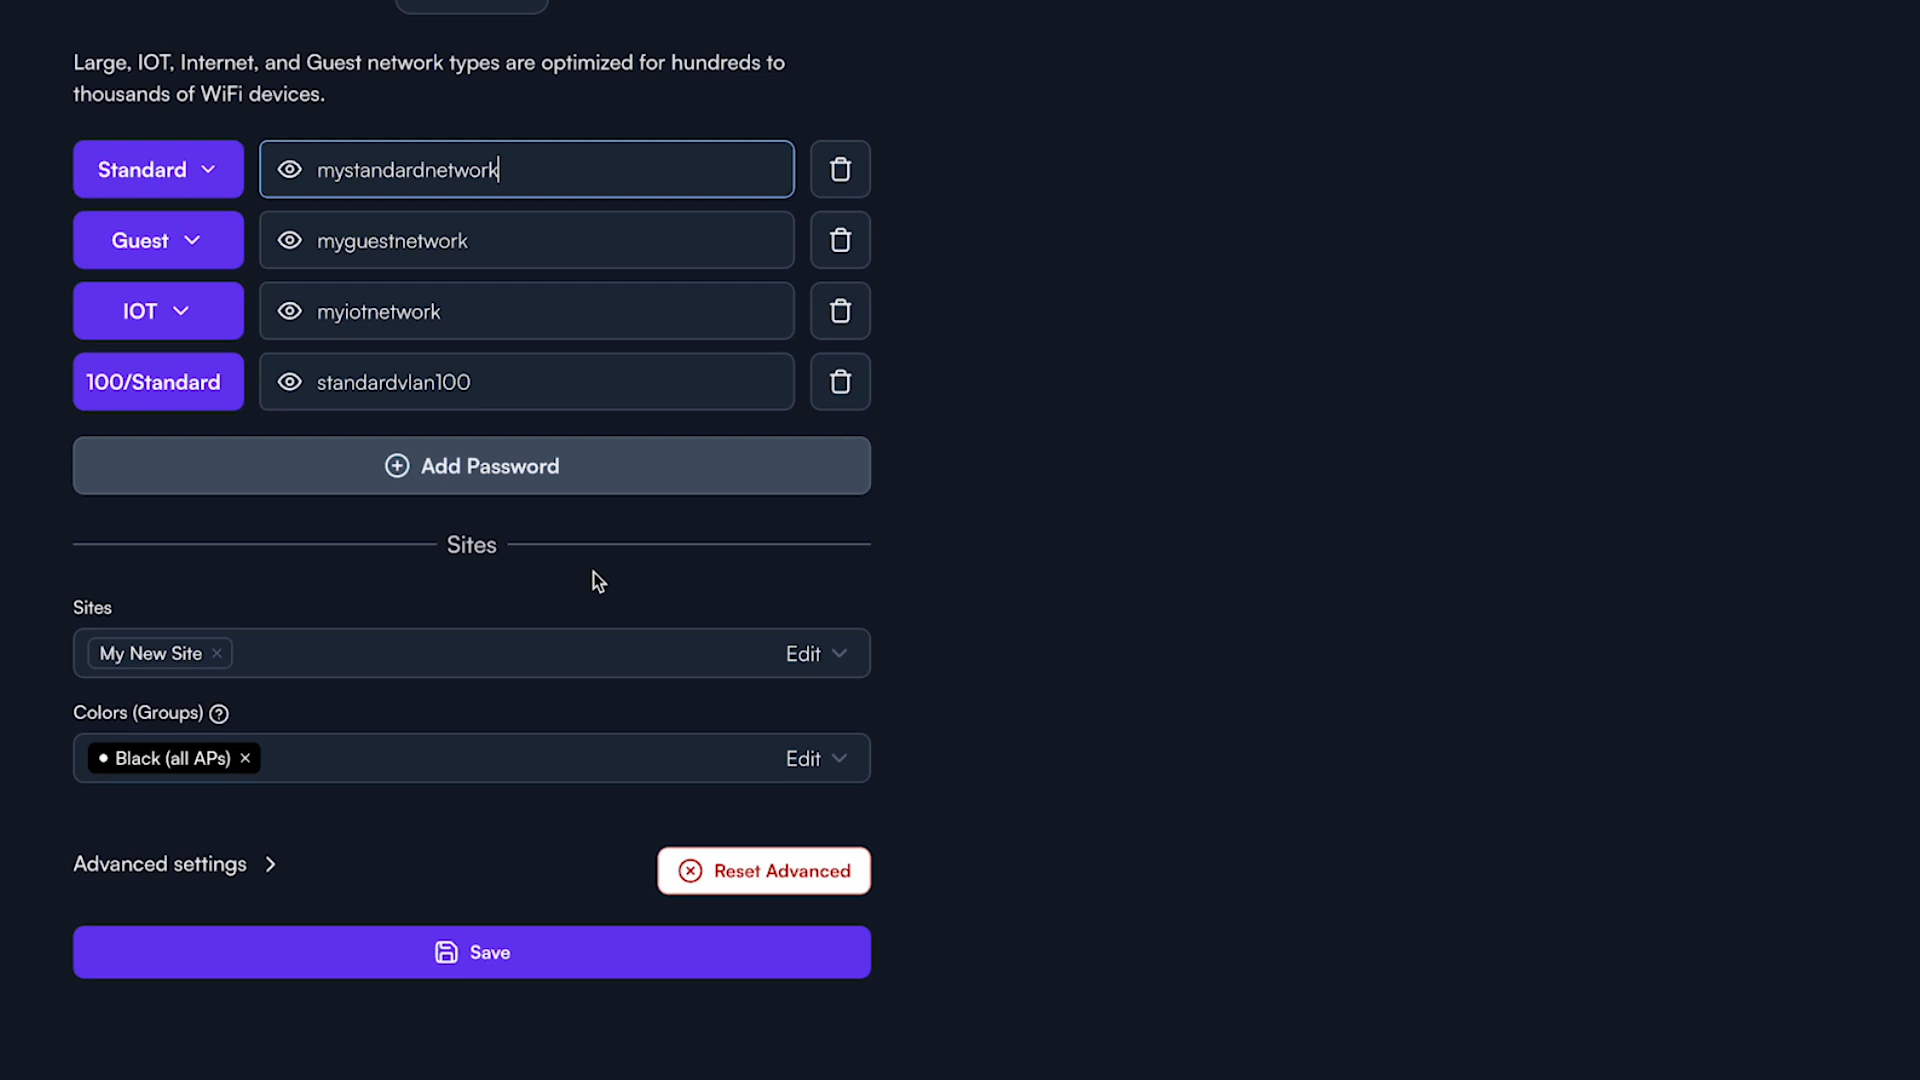 Large, IOT, Internet, and Guest network types are optimized for hundreds to
thousands of WiFi devices.
Standard mystandardnetwork
Guest myguestnetwork
IOT myiotnetwork
100/Standard standardvlan100
Add Password
Sites
Sites
My New Site Edit
Colors (Groups)
Black (all APs) Edit
Advanced settings Reset Advanced
Save